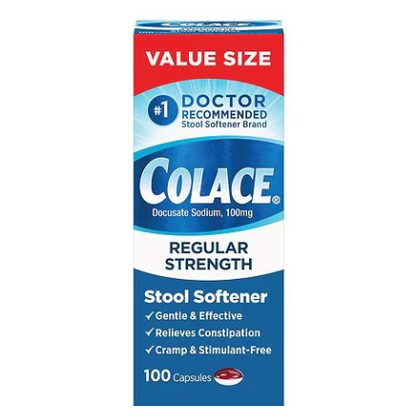 VALUE SIZE
#1 DOCTOR
RECOMMENDED
Stool Softener Brand
COLACE®
Docusate Sodium, 100mg
REGULAR
STRENGTH
Stool Softener
✓Gentle & Effective
✓Relieves Constipation
✓Cramp & Stimulant-Free
100 Capsules